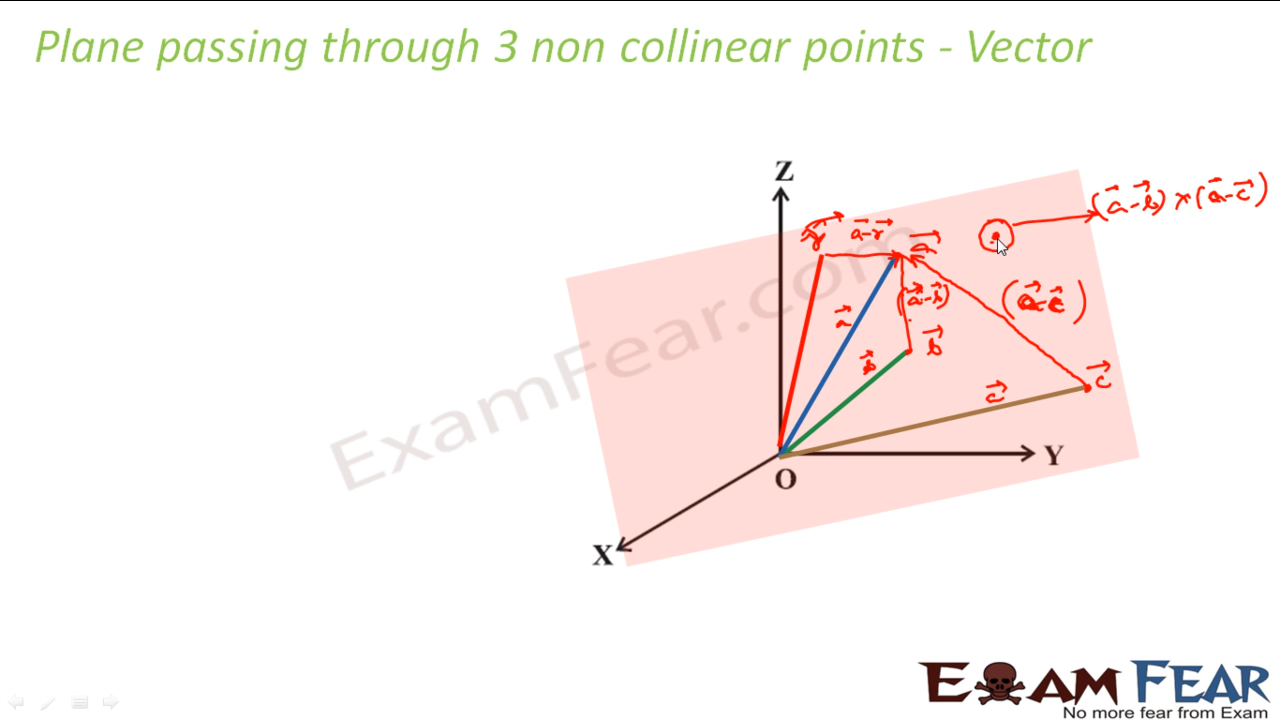 Plane passing through 3 non collinear points - Vector
Z
(a⃗-b⃗) × (a⃗-c⃗)
r⃗ a⃗-r⃗ a⃗
(a⃗-b⃗) (a⃗-c⃗)
a⃗
b⃗ b⃗
c⃗ c⃗
O Y
X
ExamFear.com
EXAM FEAR
No more fear from Exam